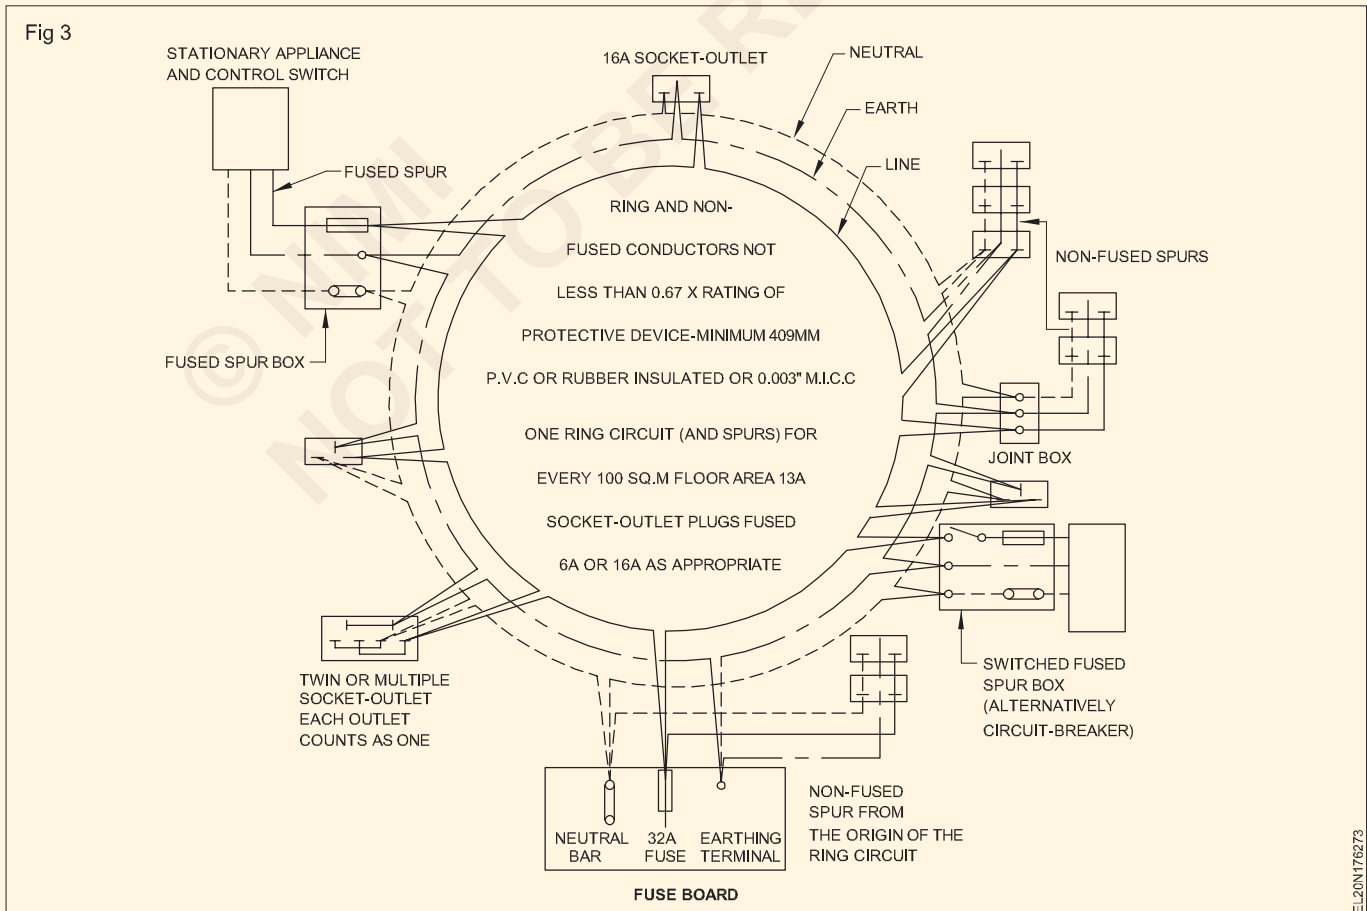 Fig 3
STATIONARY APPLIANCE
AND CONTROL SWITCH
16A SOCKET-OUTLET
NEUTRAL
EARTH
LINE
FUSED SPUR
FUSED SPUR BOX
RING AND NON-
FUSED CONDUCTORS NOT
LESS THAN 0.67 X RATING OF
PROTECTIVE DEVICE-MINIMUM 409MM
P.V.C OR RUBBER INSULATED OR 0.003" M.I.C.C
ONE RING CIRCUIT (AND SPURS) FOR
EVERY 100 SQ.M FLOOR AREA 13A
SOCKET-OUTLET PLUGS FUSED
6A OR 16A AS APPROPRIATE
NON-FUSED SPURS
JOINT BOX
TWIN OR MULTIPLE
SOCKET-OUTLET
EACH OUTLET
COUNTS AS ONE
SWITCHED FUSED
SPUR BOX
(ALTERNATIVELY
CIRCUIT-BREAKER)
NON-FUSED
SPUR FROM
THE ORIGIN OF THE
RING CIRCUIT
NEUTRAL
BAR
32A
FUSE
EARTHING
TERMINAL
FUSE BOARD
EL20N176273
© NIMI
NOT TO BE